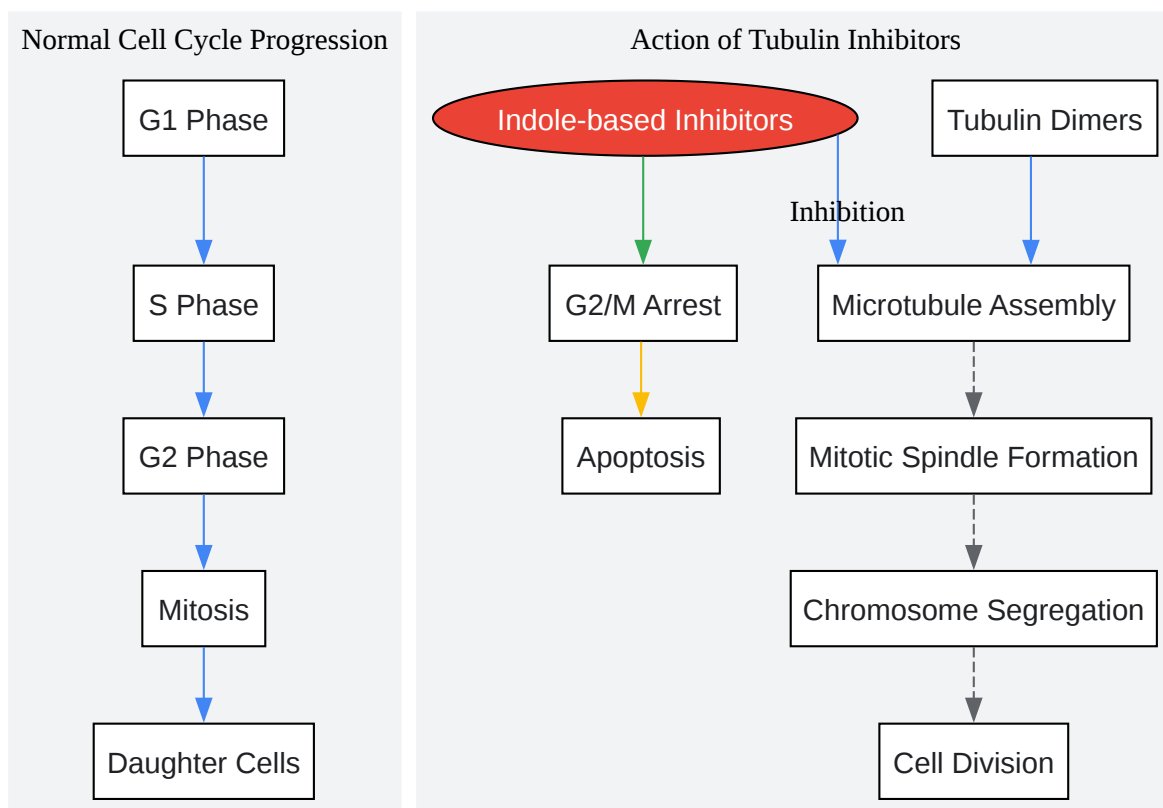 Normal Cell Cycle Progression
G1 Phase
S Phase
G2 Phase
Mitosis
Daughter Cells
Action of Tubulin Inhibitors
Indole-based Inhibitors
Tubulin Dimers
Inhibition
G2/M Arrest
Microtubule Assembly
Apoptosis
Mitotic Spindle Formation
Chromosome Segregation
Cell Division